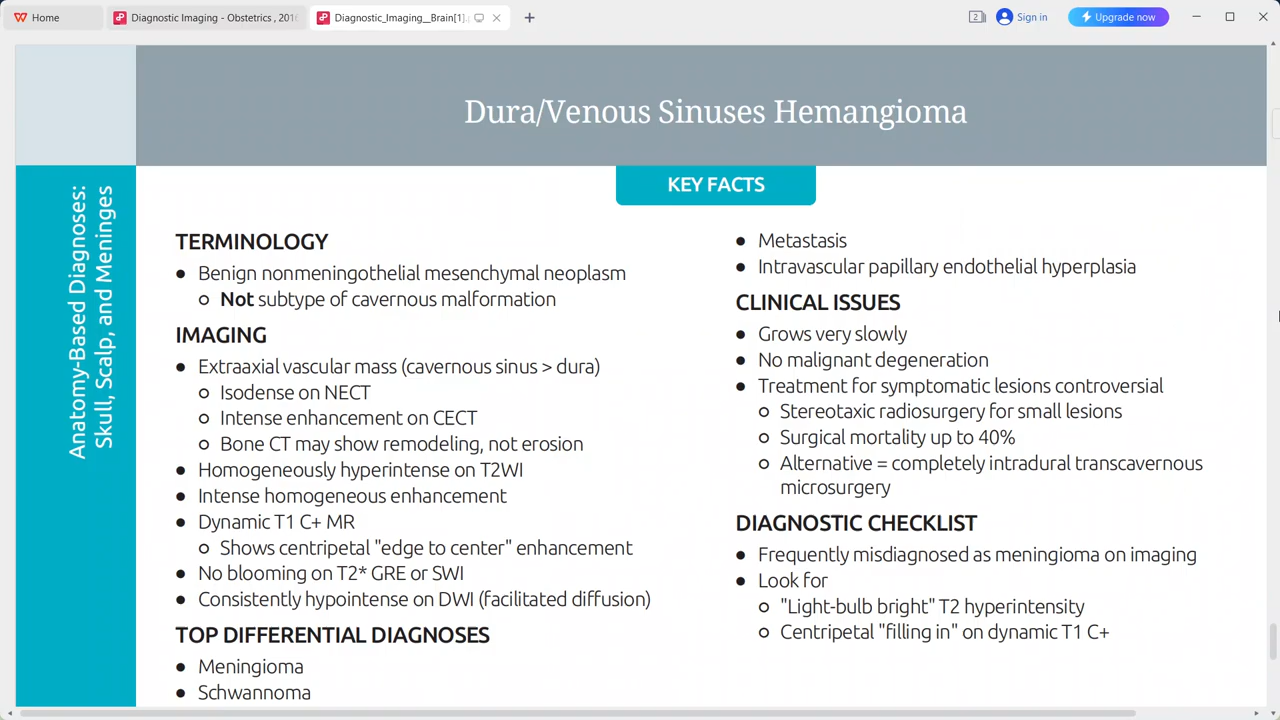 Home
Diagnostic Imaging - Obstetrics , 2016
Diagnostic_Imaging__Brain[1].
2
Sign in
Upgrade now
Dura/Venous Sinuses Hemangioma
Anatomy-Based Diagnoses:
Skull, Scalp, and Meninges
KEY FACTS
TERMINOLOGY
● Benign nonmeningothelial mesenchymal neoplasm
○ Not subtype of cavernous malformation
IMAGING
● Extraaxial vascular mass (cavernous sinus > dura)
○ Isodense on NECT
○ Intense enhancement on CECT
○ Bone CT may show remodeling, not erosion
● Homogeneously hyperintense on T2WI
● Intense homogeneous enhancement
● Dynamic T1 C+ MR
○ Shows centripetal "edge to center" enhancement
● No blooming on T2* GRE or SWI
● Consistently hypointense on DWI (facilitated diffusion)
TOP DIFFERENTIAL DIAGNOSES
● Meningioma
● Schwannoma
● Metastasis
● Intravascular papillary endothelial hyperplasia
CLINICAL ISSUES
● Grows very slowly
● No malignant degeneration
● Treatment for symptomatic lesions controversial
○ Stereotaxic radiosurgery for small lesions
○ Surgical mortality up to 40%
○ Alternative = completely intradural transcavernous
microsurgery
DIAGNOSTIC CHECKLIST
● Frequently misdiagnosed as meningioma on imaging
● Look for
○ "Light-bulb bright" T2 hyperintensity
○ Centripetal "filling in" on dynamic T1 C+